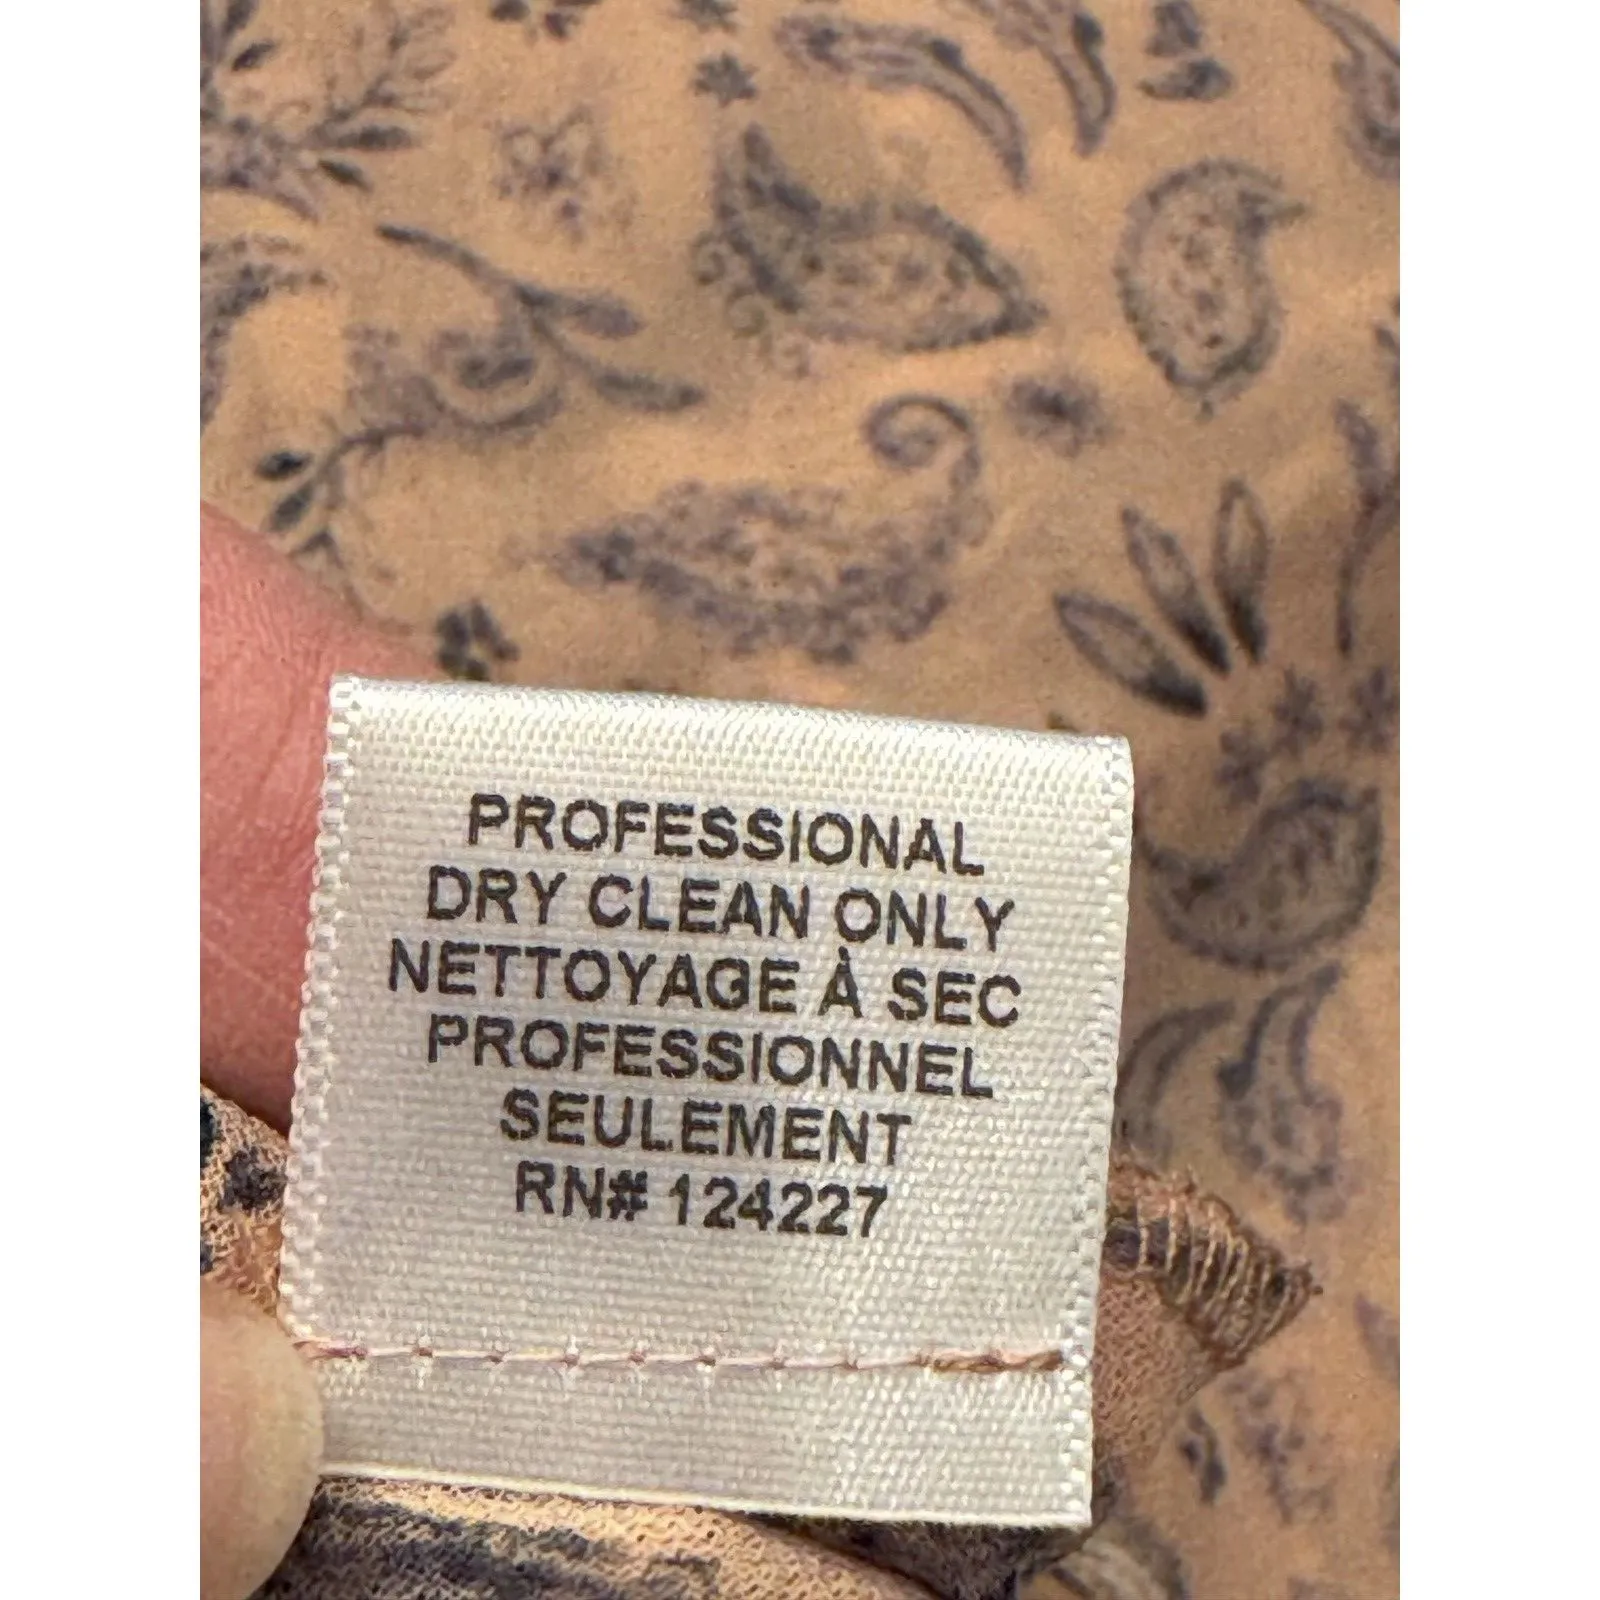 PROFESSIONAL
DRY CLEAN ONLY
NETTOYAGE À SEC
PROFESSIONNEL
SEULEMENT
RN# 124227